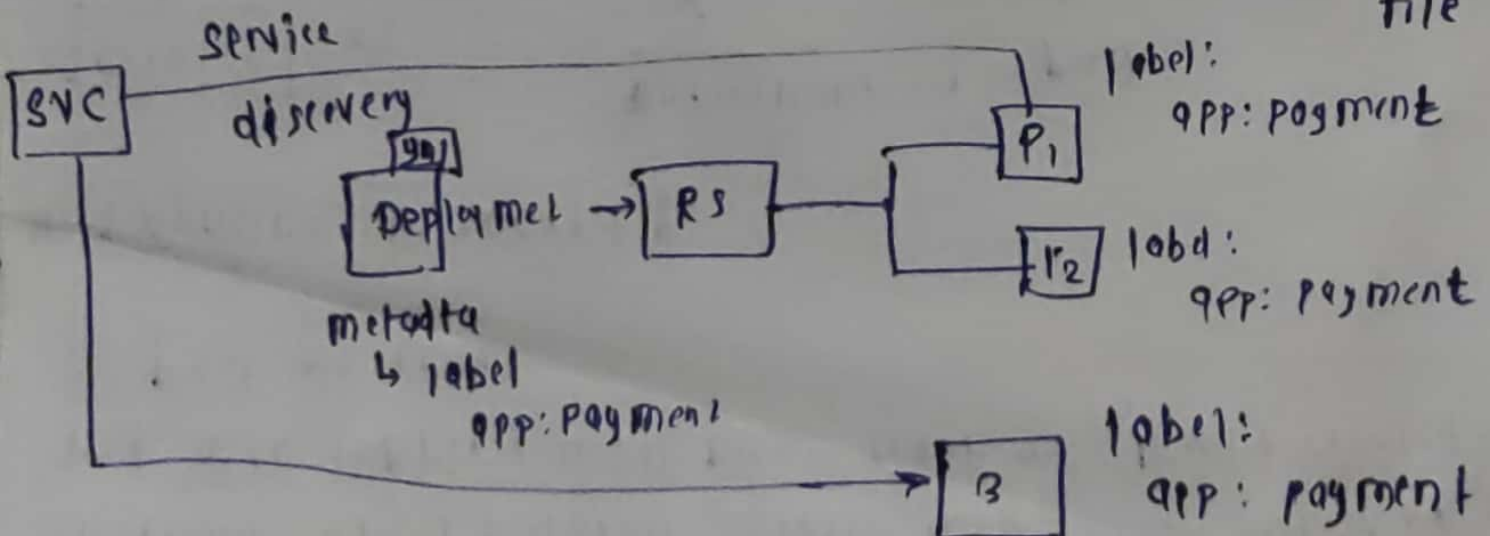 file
service
SVC
discovery
yal
Deploymet → RS
P1
label:
app: payment
P2
label:
app: payment
metadta
↳ label
app: payment
B
label:
app: payment